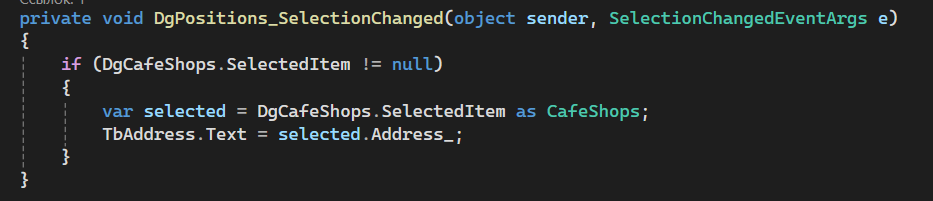 Ссылок: 1
private void DgPositions_SelectionChanged(object sender, SelectionChangedEventArgs e)
{
if (DgCafeShops.SelectedItem != null)
{
var selected = DgCafeShops.SelectedItem as CafeShops;
TbAddress.Text = selected.Address_;
}
}